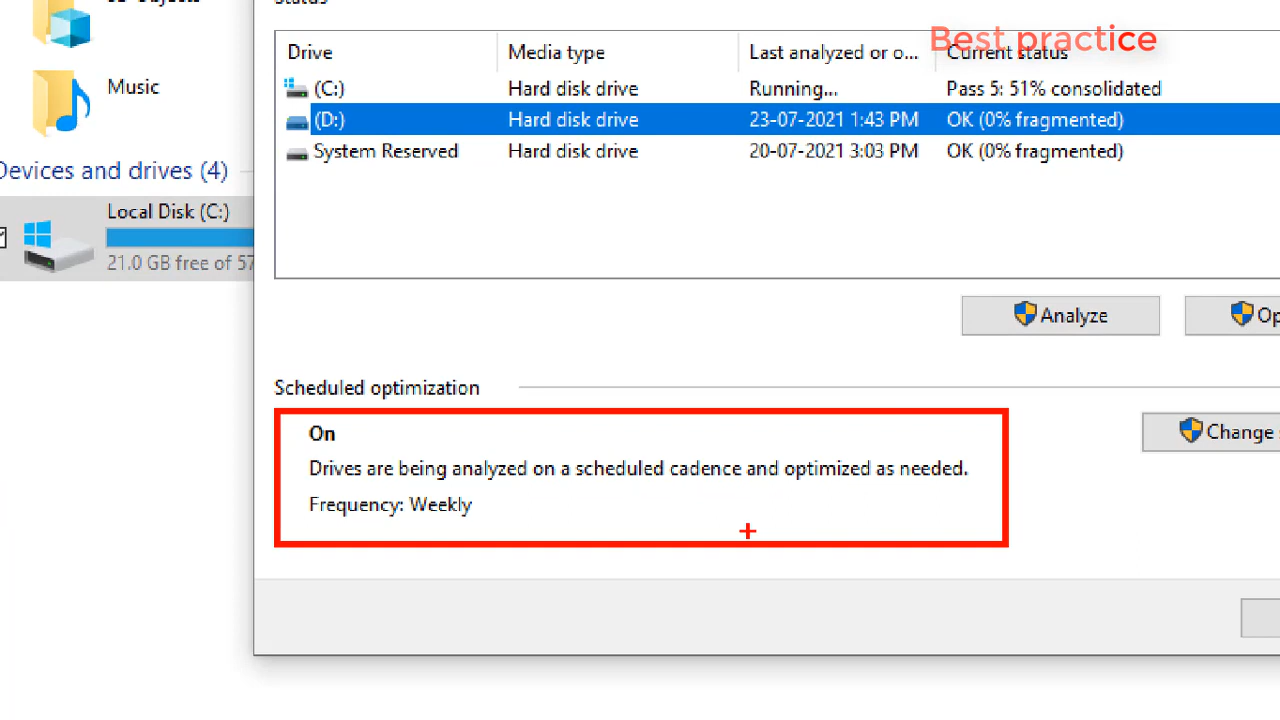 Best practice
Drive Media type Last analyzed or o... Current status
(C:) Hard disk drive Running... Pass 5: 51% consolidated
(D:) Hard disk drive 23-07-2021 1:43 PM OK (0% fragmented)
System Reserved Hard disk drive 20-07-2021 3:03 PM OK (0% fragmented)
Music
Devices and drives (4)
Local Disk (C:)
21.0 GB free of 57
Analyze
Op
Scheduled optimization
On
Drives are being analyzed on a scheduled cadence and optimized as needed.
Frequency: Weekly
Change